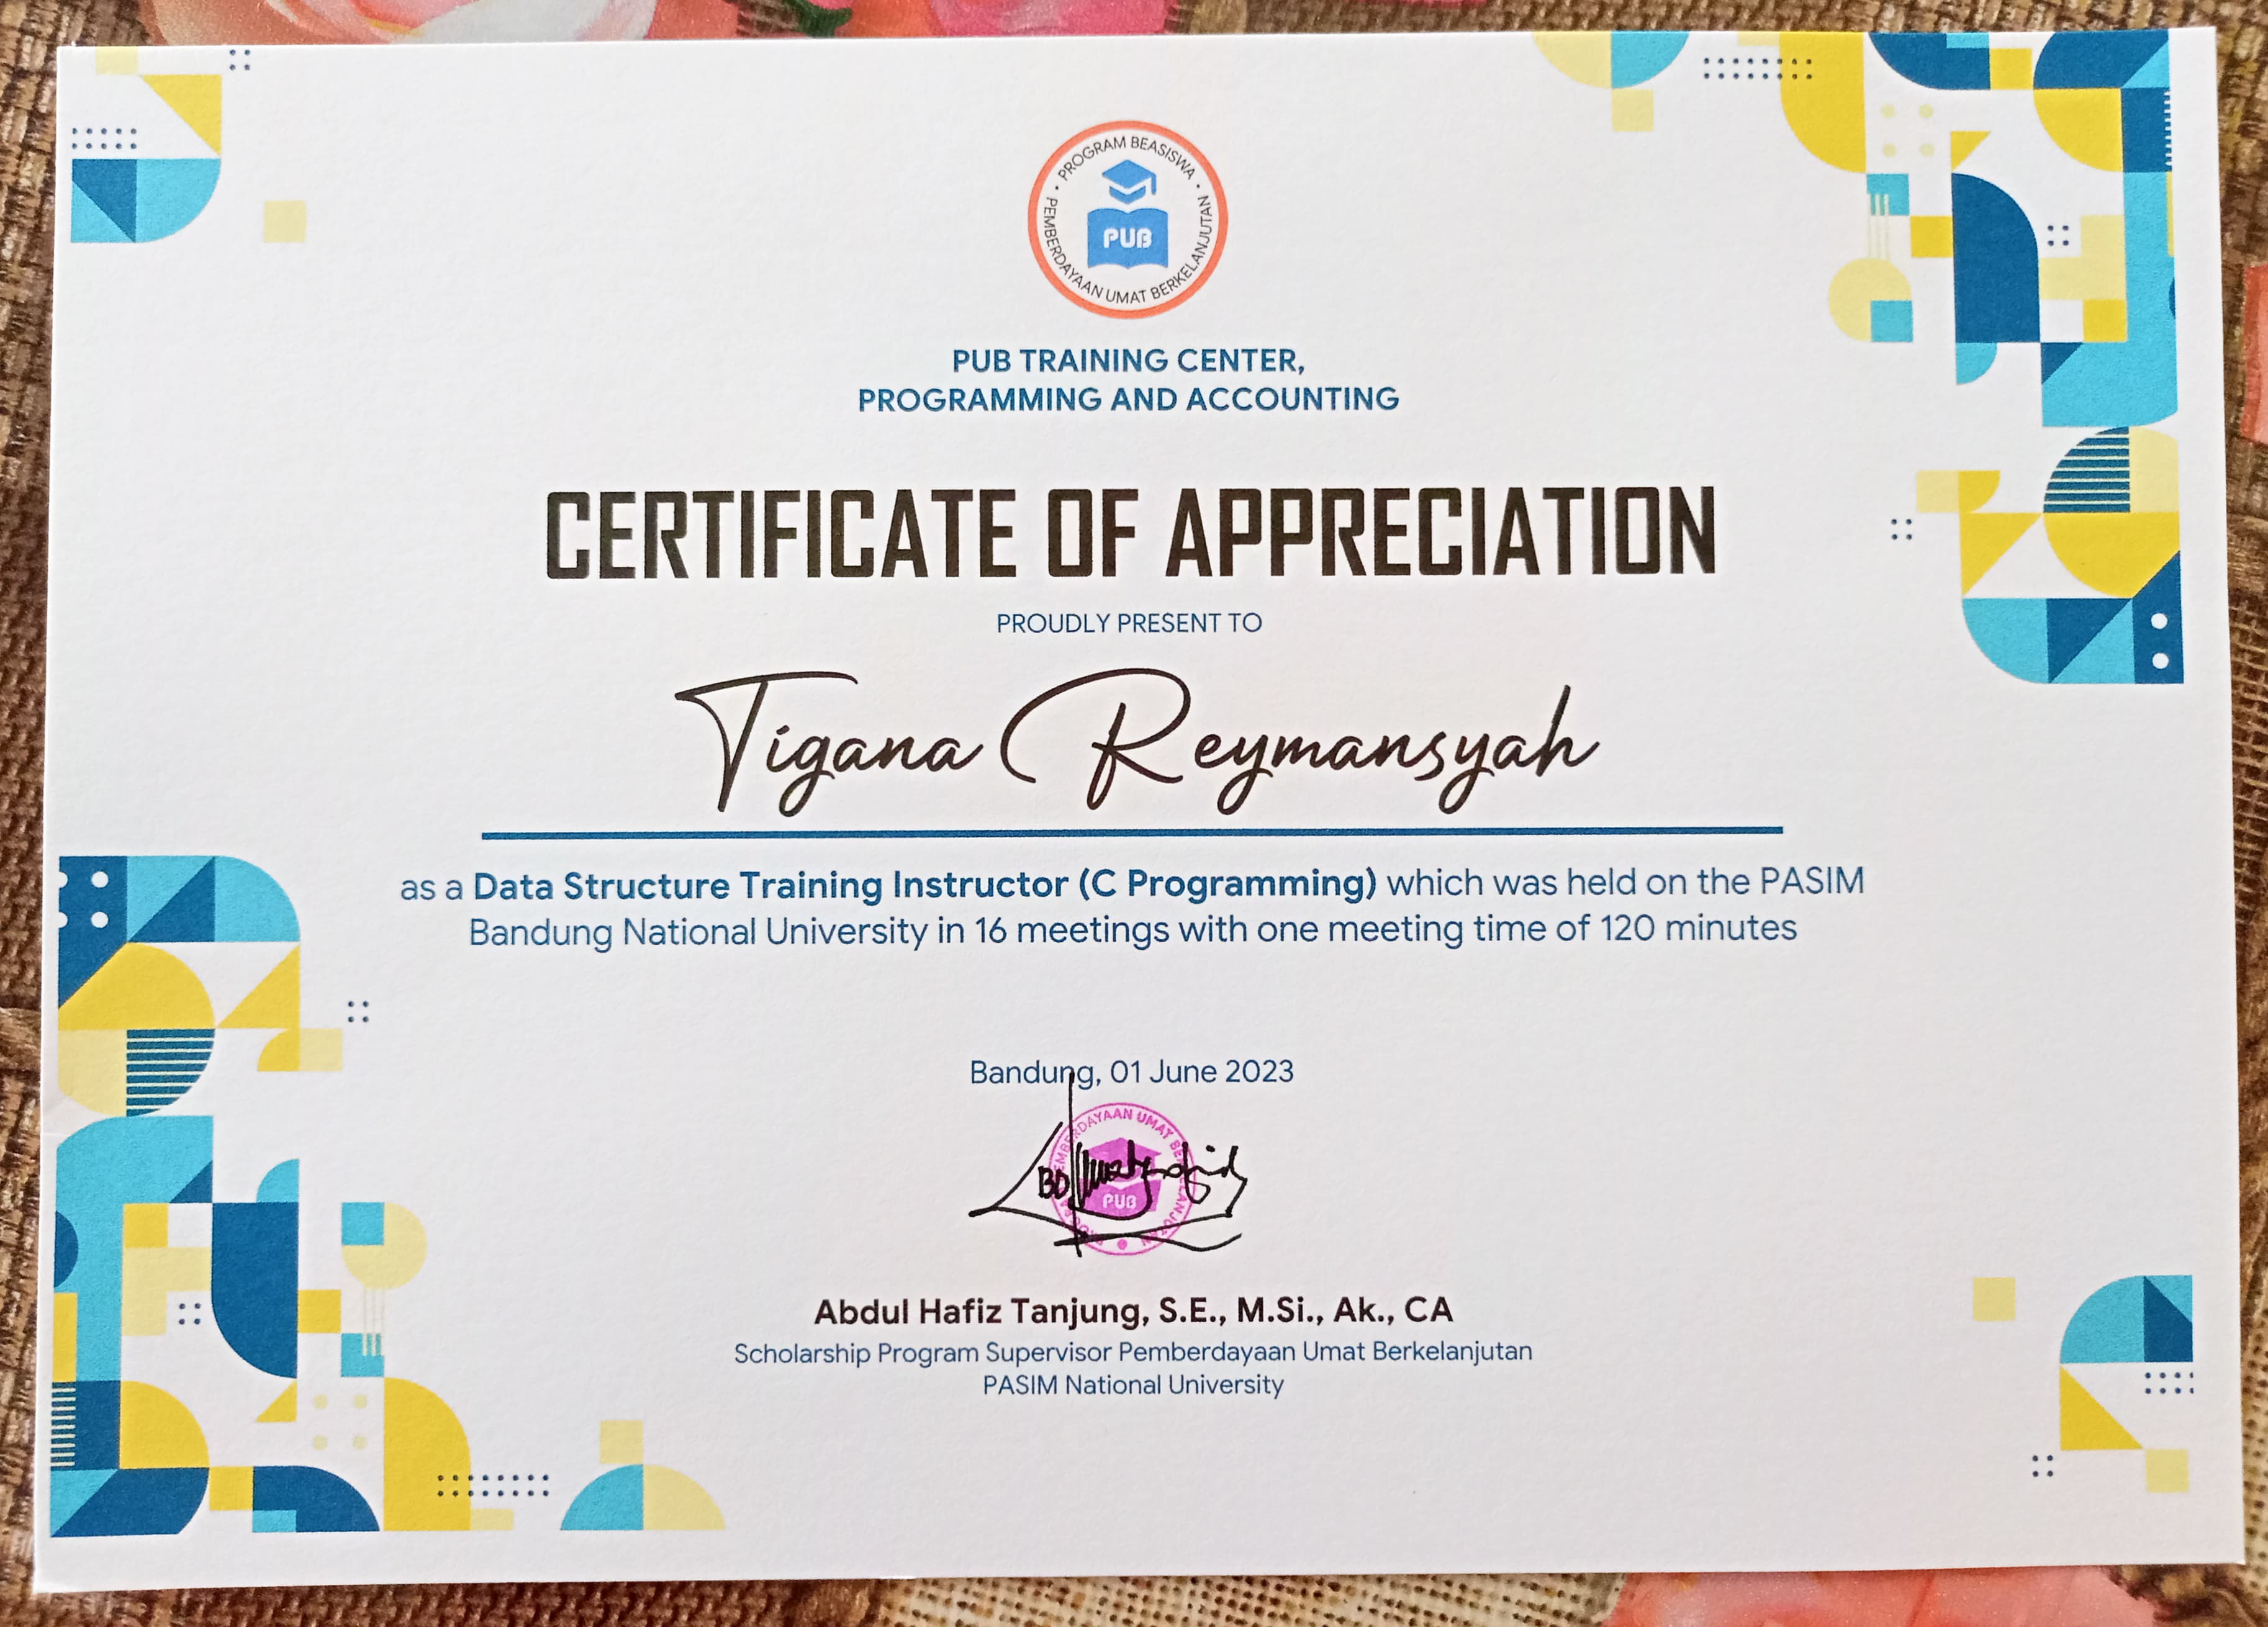 PROGRAM BEASISWA
PEMBERDAYAAN UMAT BERKELANJUTAN
PUB
PUB TRAINING CENTER,
PROGRAMMING AND ACCOUNTING
CERTIFICATE OF APPRECIATION
PROUDLY PRESENT TO
Tigana Reymansyah
as a Data Structure Training Instructor (C Programming) which was held on the PASIM
Bandung National University in 16 meetings with one meeting time of 120 minutes
Bandung, 01 June 2023
UMAT
PUB
Abdul Hafiz Tanjung, S.E., M.Si., Ak., CA
Scholarship Program Supervisor Pemberdayaan Umat Berkelanjutan
PASIM National University